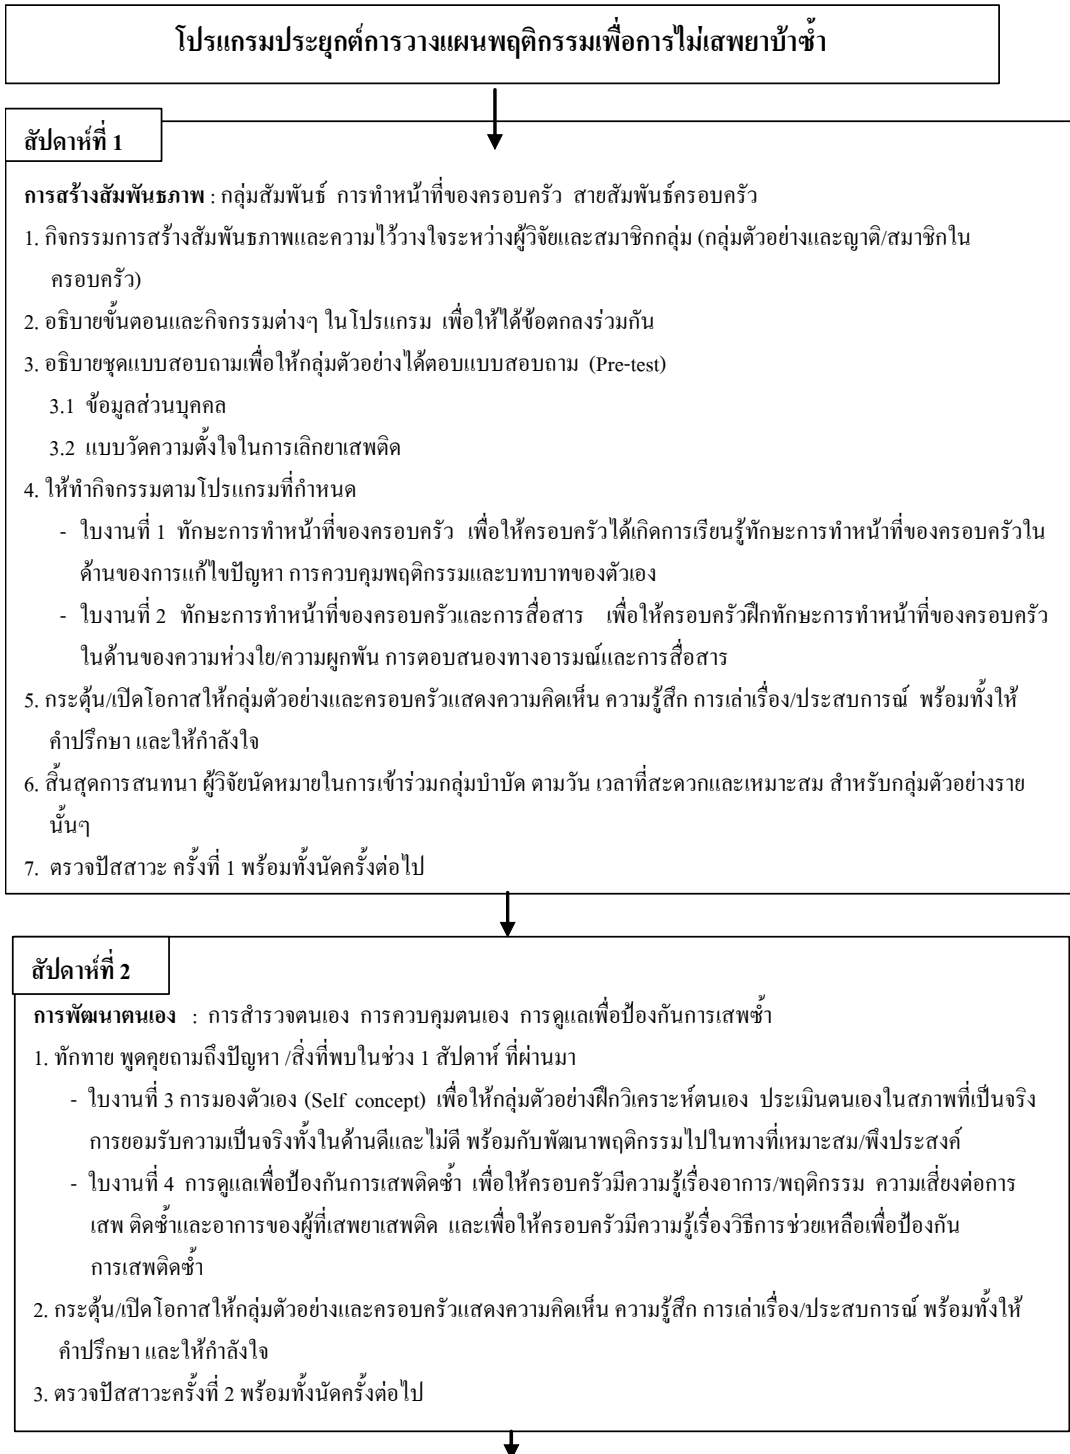 โปรแกรมประยุกต์การวางแผนพฤติกรรมเพื่อการไม่เสพยาบ้าซ้ำ
สัปดาห์ที่ 1
การสร้างสัมพันธภาพ : กลุ่มสัมพันธ์ การทำหน้าที่ของครอบครัว สายสัมพันธ์ครอบครัว
1. กิจกรรมการสร้างสัมพันธภาพและความไว้วางใจระหว่างผู้วิจัยและสมาชิกกลุ่ม (กลุ่มตัวอย่างและญาติ/สมาชิกใน
ครอบครัว)
2. อธิบายขั้นตอนและกิจกรรมต่างๆ ในโปรแกรม เพื่อให้ได้ข้อตกลงร่วมกัน
3. อธิบายชุดแบบสอบถามเพื่อให้กลุ่มตัวอย่างได้ตอบแบบสอบถาม (Pre-test)
3.1 ข้อมูลส่วนบุคคล
3.2 แบบวัดความตั้งใจในการเลิกยาเสพติด
4. ให้ทำกิจกรรมตามโปรแกรมที่กำหนด
- ใบงานที่ 1 ทักษะการทำหน้าที่ของครอบครัว เพื่อให้ครอบครัวได้เกิดการเรียนรู้ทักษะการทำหน้าที่ของครอบครัวใน
ด้านของการแก้ไขปัญหา การควบคุมพฤติกรรมและบทบาทของตัวเอง
- ใบงานที่ 2 ทักษะการทำหน้าที่ของครอบครัวและการสื่อสาร เพื่อให้ครอบครัวฝึกทักษะการทำหน้าที่ของครอบครัว
ในด้านของความห่วงใย/ความผูกพัน การตอบสนองทางอารมณ์และการสื่อสาร
5. กระตุ้น/เปิดโอกาสให้กลุ่มตัวอย่างและครอบครัวแสดงความคิดเห็น ความรู้สึก การเล่าเรื่อง/ประสบการณ์ พร้อมทั้งให้
คำปรึกษา และให้กำลังใจ
6. สิ้นสุดการสนทนา ผู้วิจัยนัดหมายในการเข้าร่วมกลุ่มบำบัด ตามวัน เวลาที่สะดวกและเหมาะสม สำหรับกลุ่มตัวอย่างราย
นั้นๆ
7. ตรวจปัสสาวะ ครั้งที่ 1 พร้อมทั้งนัดครั้งต่อไป
สัปดาห์ที่ 2
การพัฒนาตนเอง : การสำรวจตนเอง การควบคุมตนเอง การดูแลเพื่อป้องกันการเสพซ้ำ
1. ทักทาย พูดคุยถามถึงปัญหา /สิ่งที่พบในช่วง 1 สัปดาห์ ที่ผ่านมา
- ใบงานที่ 3 การมองตัวเอง (Self concept) เพื่อให้กลุ่มตัวอย่างฝึกวิเคราะห์ตนเอง ประเมินตนเองในสภาพที่เป็นจริง
การยอมรับความเป็นจริงทั้งในด้านดีและไม่ดี พร้อมกับพัฒนาพฤติกรรมไปในทางที่เหมาะสม/พึงประสงค์
- ใบงานที่ 4 การดูแลเพื่อป้องกันการเสพติดซ้ำ เพื่อให้ครอบครัวมีความรู้เรื่องอาการ/พฤติกรรม ความเสี่ยงต่อการ
เสพ ติดซ้ำและอาการของผู้ที่เสพยาเสพติด และเพื่อให้ครอบครัวมีความรู้เรื่องวิธีการช่วยเหลือเพื่อป้องกัน
การเสพติดซ้ำ
2. กระตุ้น/เปิดโอกาสให้กลุ่มตัวอย่างและครอบครัวแสดงความคิดเห็น ความรู้สึก การเล่าเรื่อง/ประสบการณ์ พร้อมทั้งให้
คำปรึกษา และให้กำลังใจ
3. ตรวจปัสสาวะครั้งที่ 2 พร้อมทั้งนัดครั้งต่อไป